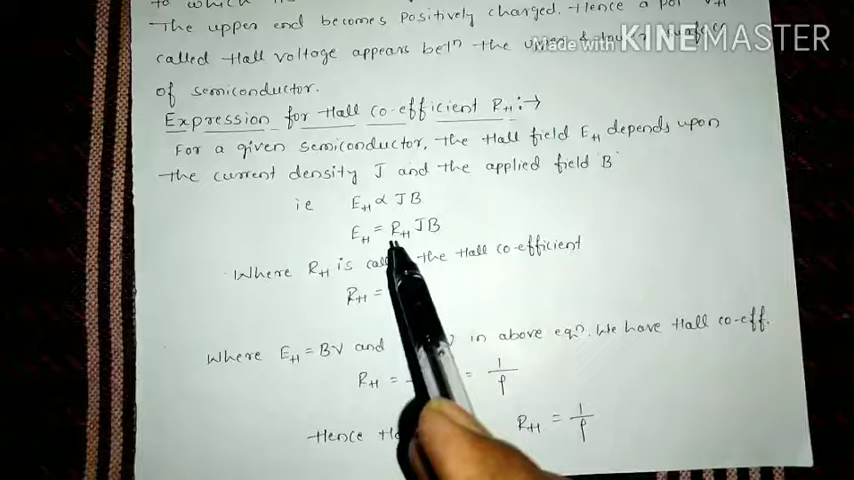 to which
The upper end becomes positively charged. Hence a pot VH
called Hall voltage appears betn the
Made with KINEMASTER
of semiconductor.
Expression for Hall co-efficient RH:→
For a given semiconductor, the Hall field EH depends upon
the current density J and the applied field B
ie EH ∝ JB
EH = RH JB
Where RH is the Hall co-efficient
RH =
Where EH = BV and in above eqn. We have Hall co-eff.
RH = = 1/ρ
Hence RH = 1/ρ